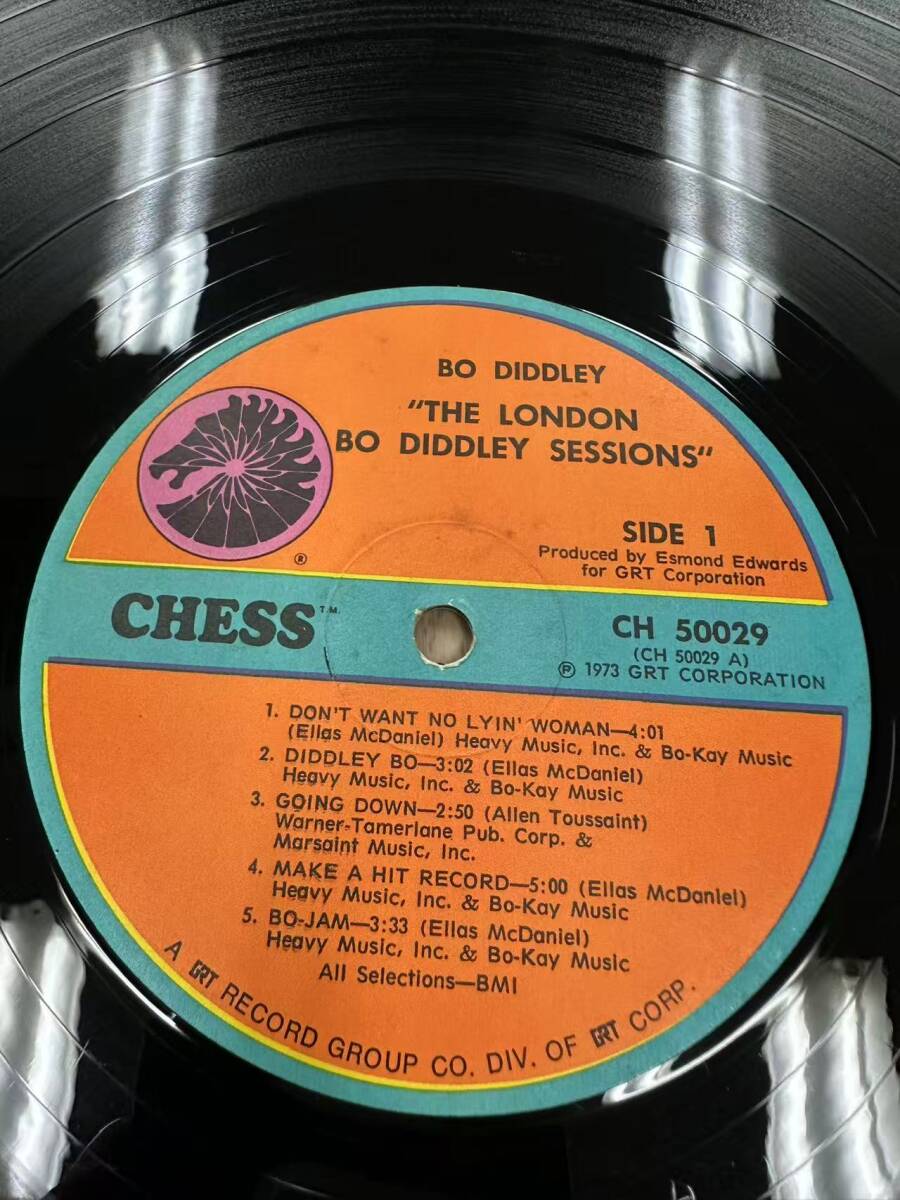 BO DIDDLEY
"THE LONDON
BO DIDDLEY SESSIONS"
SIDE 1
Produced by Esmond Edwards
for GRT Corporation
®
CHESS T.M.
CH 50029
(CH 50029 A)
℗ 1973 GRT CORPORATION
1. DON'T WANT NO LYIN' WOMAN—4:01
(Ellas McDaniel) Heavy Music, Inc. & Bo-Kay Music
2. DIDDLEY BO—3:02 (Ellas McDaniel)
Heavy Music, Inc. & Bo-Kay Music
3. GOING DOWN—2:50 (Allen Toussaint)
Warner-Tamerlane Pub. Corp. &
Marsaint Music, Inc.
4. MAKE A HIT RECORD—5:00 (Ellas McDaniel)
Heavy Music, Inc. & Bo-Kay Music
5. BO-JAM—3:33 (Ellas McDaniel)
Heavy Music, Inc. & Bo-Kay Music
All Selections—BMI
A GRT RECORD GROUP CO. DIV. OF GRT CORP.